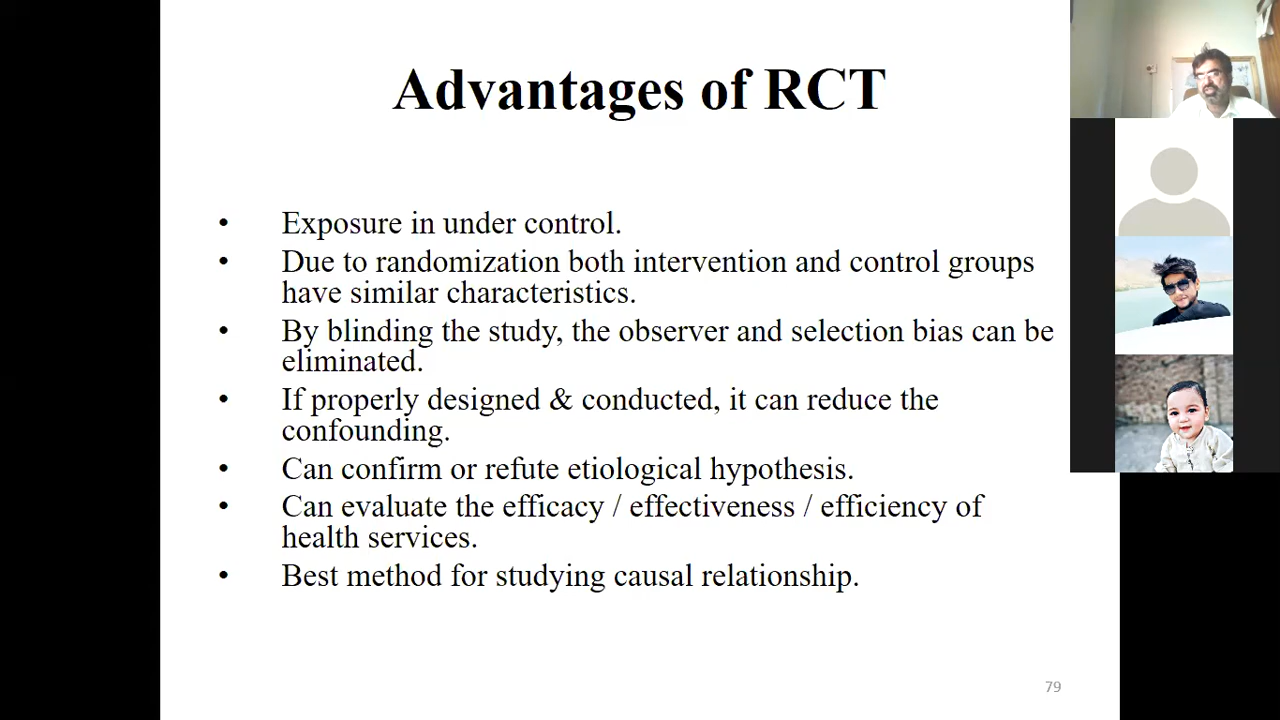 Advantages of RCT
• Exposure in under control.
• Due to randomization both intervention and control groups
have similar characteristics.
• By blinding the study, the observer and selection bias can be
eliminated.
• If properly designed & conducted, it can reduce the
confounding.
• Can confirm or refute etiological hypothesis.
• Can evaluate the efficacy / effectiveness / efficiency of
health services.
• Best method for studying causal relationship.
79